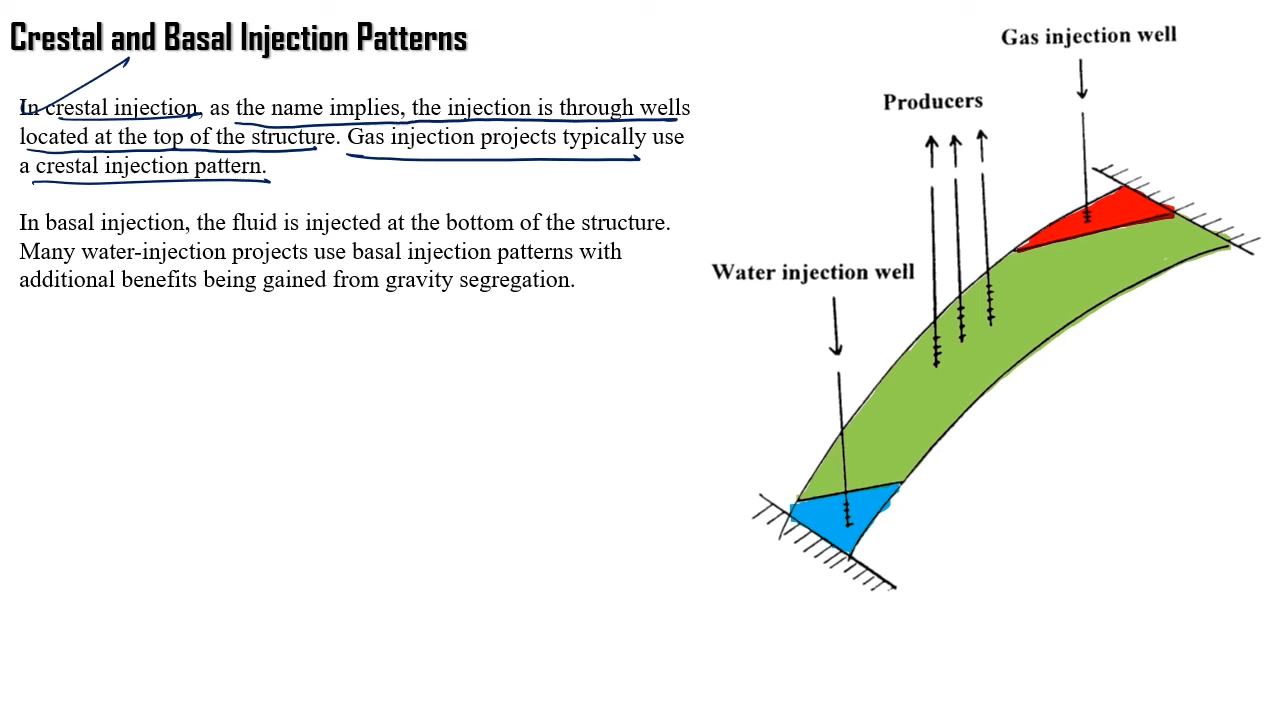 Crestal and Basal Injection Patterns
In crestal injection, as the name implies, the injection is through wells
located at the top of the structure. Gas injection projects typically use
a crestal injection pattern.
In basal injection, the fluid is injected at the bottom of the structure.
Many water-injection projects use basal injection patterns with
additional benefits being gained from gravity segregation.
Gas injection well
Producers
Water injection well